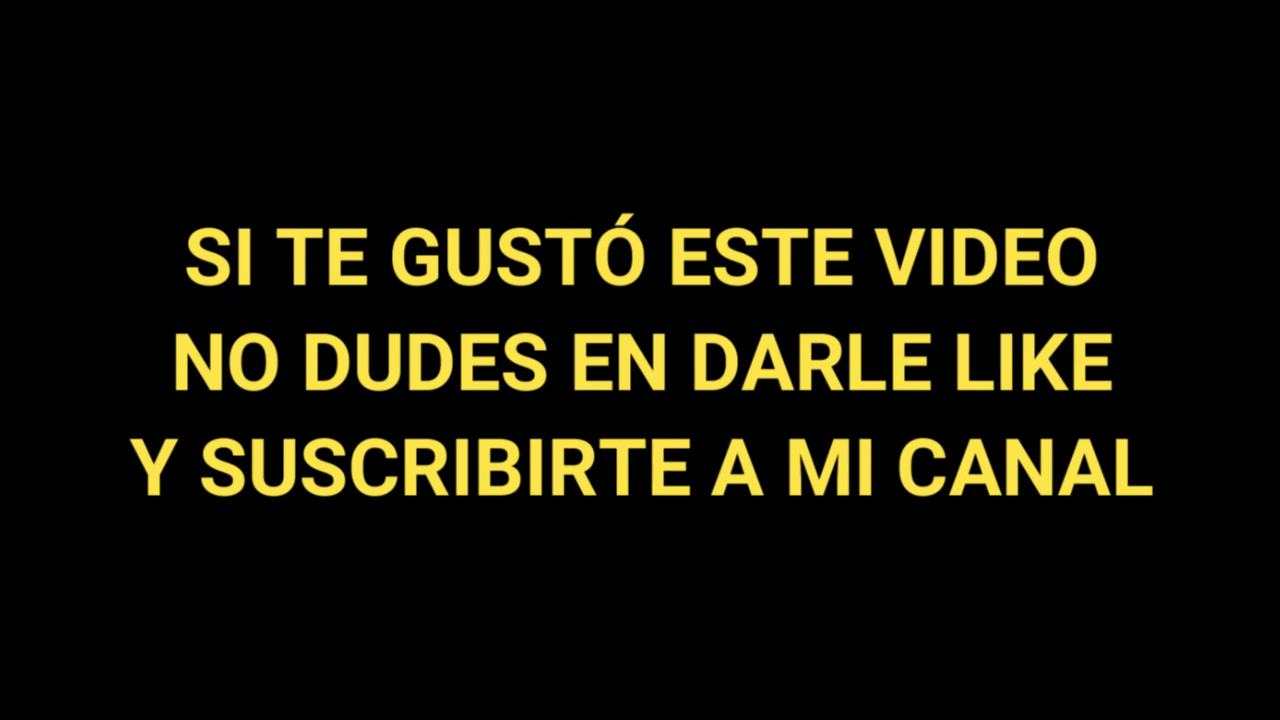 SI TE GUSTÓ ESTE VIDEO
NO DUDES EN DARLE LIKE
Y SUSCRIBIRTE A MI CANAL